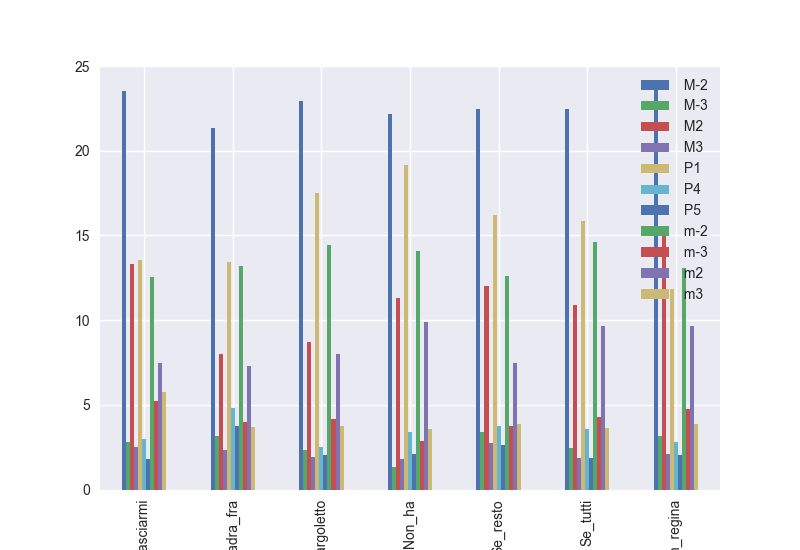 25
20
15
10
5
0
M-2
M-3
M2
M3
P1
P4
P5
m-2
m-3
m2
m3
asciarmi
adra_fra
argoletto
Non_ha
Se_resto
Se_tutti
_regina